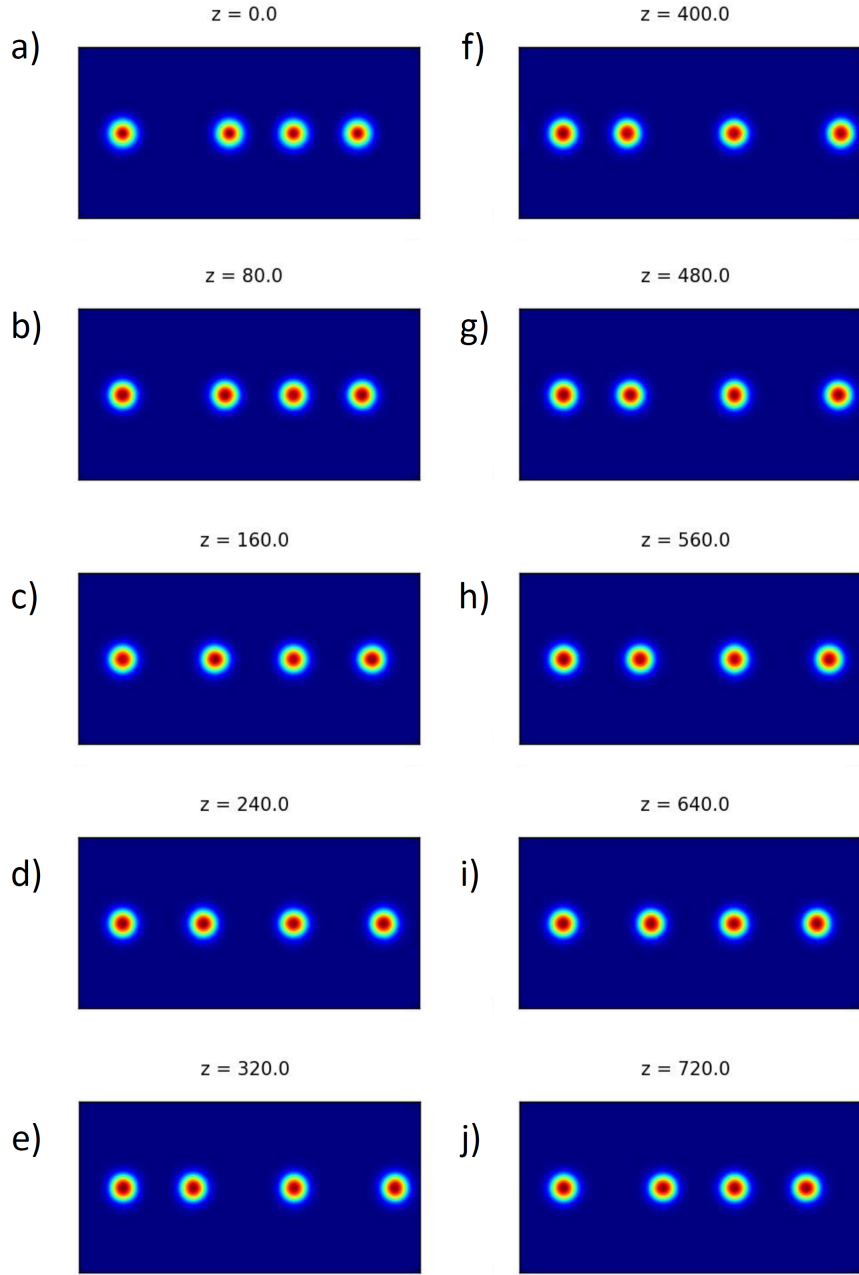 a)
z = 0.0
b)
z = 80.0
c)
z = 160.0
d)
z = 240.0
e)
z = 320.0
f)
z = 400.0
g)
z = 480.0
h)
z = 560.0
i)
z = 640.0
j)
z = 720.0